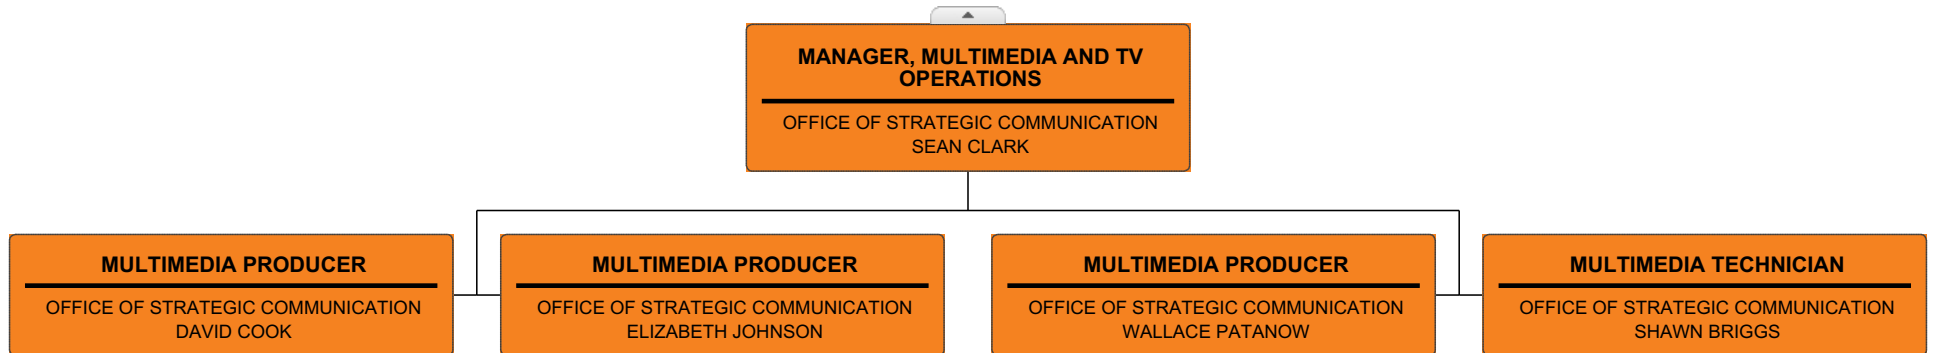 MANAGER, MULTIMEDIA AND TV
OPERATIONS
OFFICE OF STRATEGIC COMMUNICATION
SEAN CLARK
MULTIMEDIA PRODUCER
OFFICE OF STRATEGIC COMMUNICATION
DAVID COOK
MULTIMEDIA PRODUCER
OFFICE OF STRATEGIC COMMUNICATION
ELIZABETH JOHNSON
MULTIMEDIA PRODUCER
OFFICE OF STRATEGIC COMMUNICATION
WALLACE PATANOW
MULTIMEDIA TECHNICIAN
OFFICE OF STRATEGIC COMMUNICATION
SHAWN BRIGGS